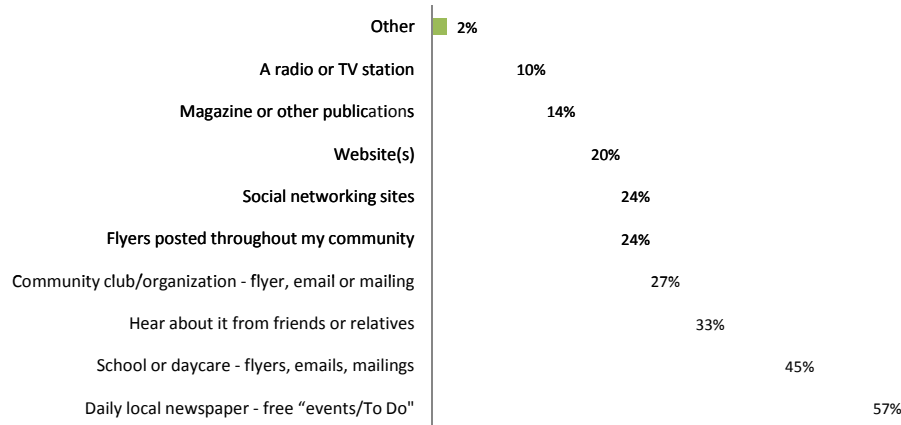 Other 2%
A radio or TV station 10%
Magazine or other publications 14%
Website(s) 20%
Social networking sites 24%
Flyers posted throughout my community 24%
Community club/organization - flyer, email or mailing 27%
Hear about it from friends or relatives 33%
School or daycare - flyers, emails, mailings 45%
Daily local newspaper - free “events/To Do" 57%